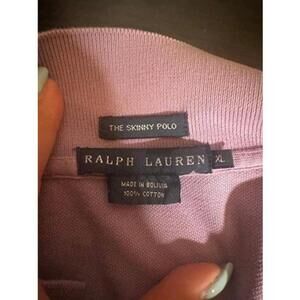 THE SKINNY POLO
RALPH LAUREN XL
MADE IN BOLIVIA
100% COTTON